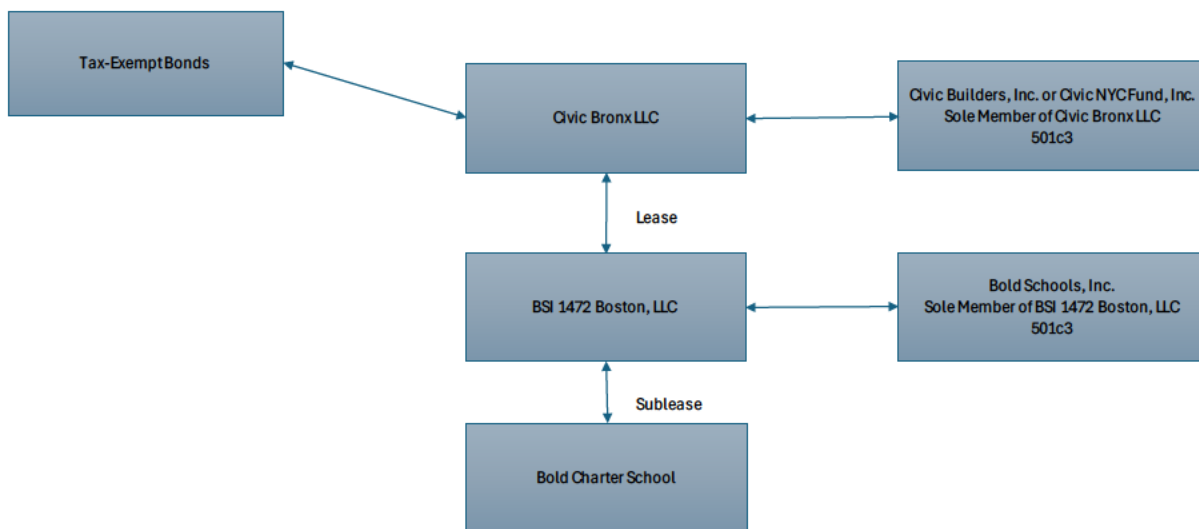 Tax-Exempt Bonds
Civic Bronx LLC
Civic Builders, Inc. or Civic NYC Fund, Inc.
Sole Member of Civic Bronx LLC
501c3
Lease
BSI 1472 Boston, LLC
Bold Schools, Inc.
Sole Member of BSI 1472 Boston, LLC
501c3
Sublease
Bold Charter School